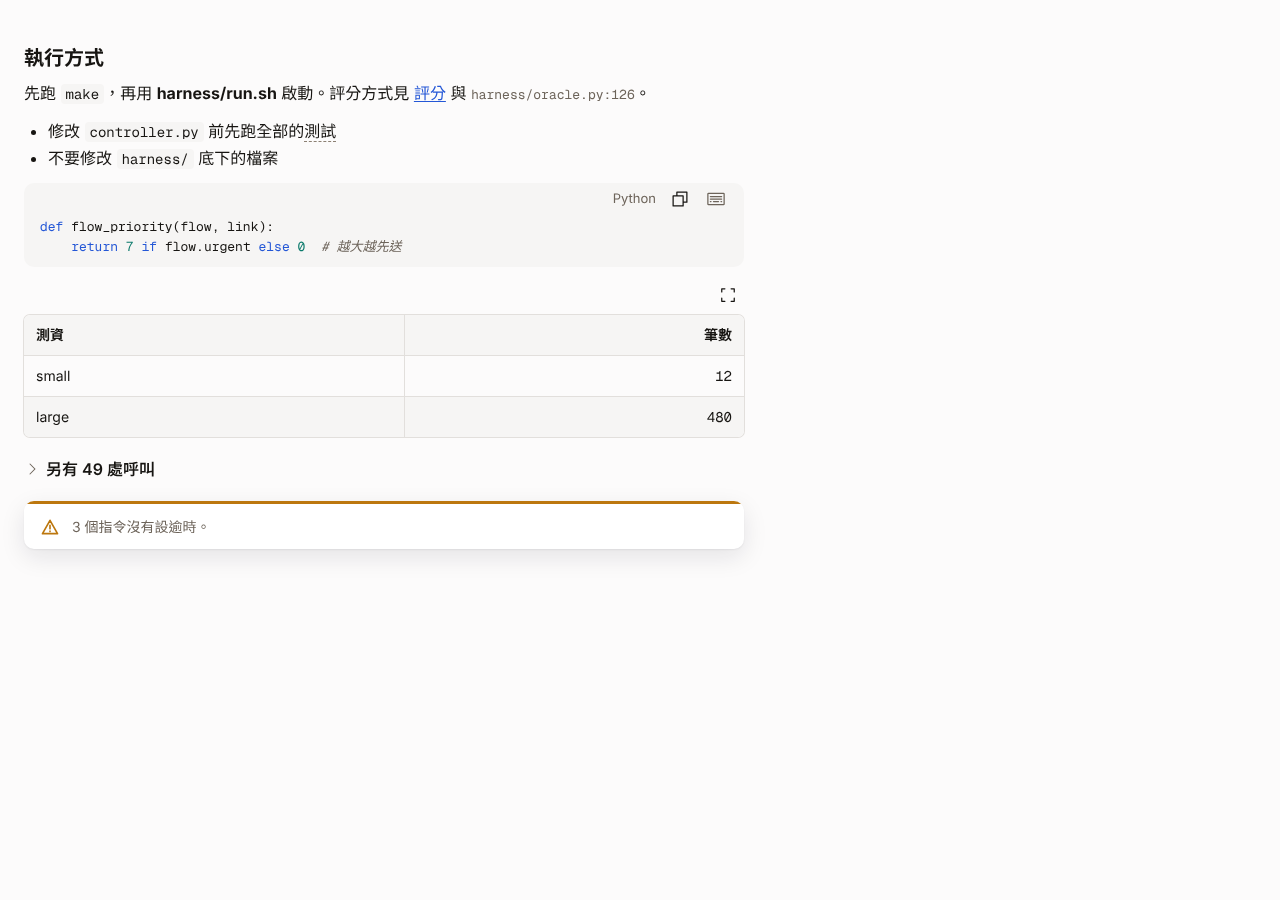 執行方式
先跑 make，再用 harness/run.sh 啟動。評分方式見 評分 與 harness/oracle.py:126。
修改 controller.py 前先跑全部的測試
不要修改 harness/ 底下的檔案
Python
def flow_priority(flow, link):
    return 7 if flow.urgent else 0  # 越大越先送
測資 筆數
small 12
large 480
另有 49 處呼叫
3 個指令沒有設逾時。